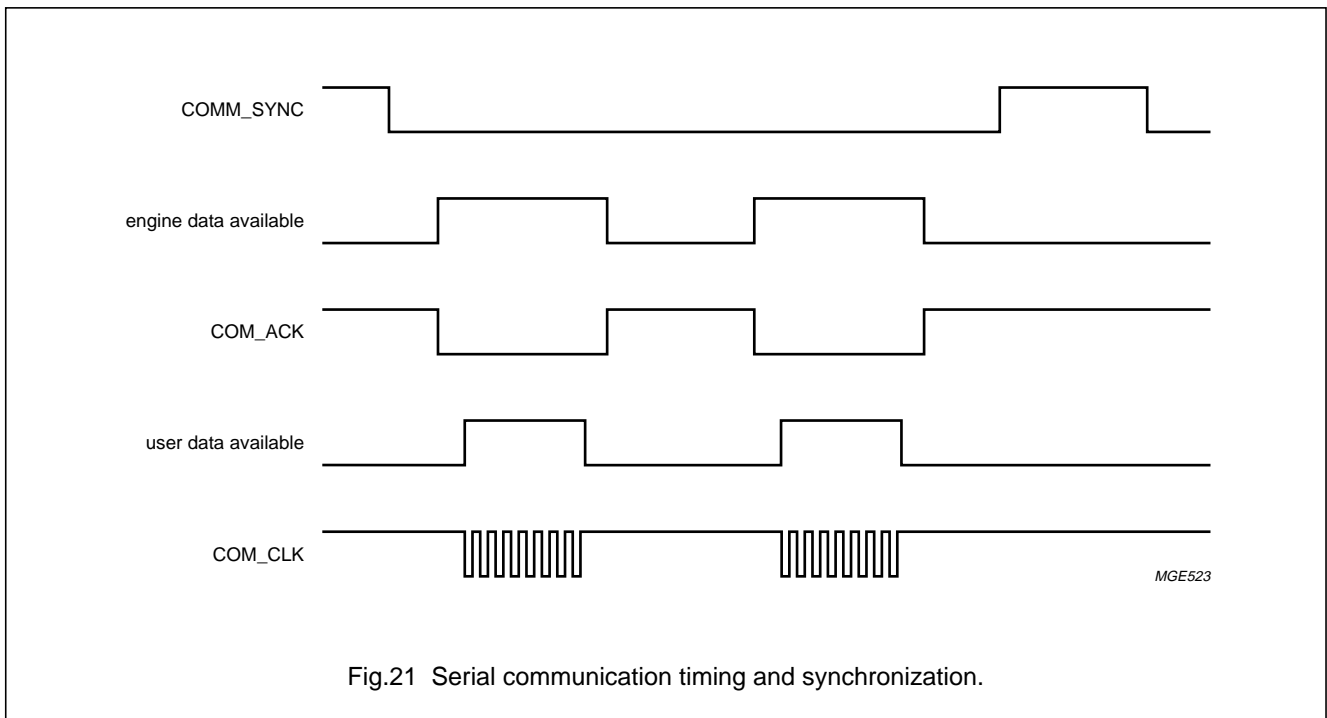 COMM_SYNC
engine data available
COM_ACK
user data available
COM_CLK
MGE523
Fig.21 Serial communication timing and synchronization.